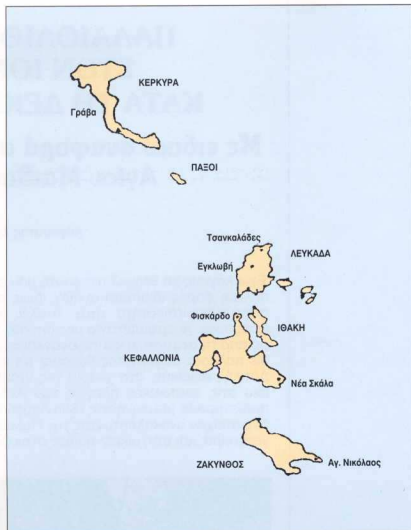 ΚΕΡΚΥΡΑ
Γράβα
ΠΑΞΟΙ
Τσανκαλάδες
ΛΕΥΚΑΔΑ
Εγκλωβή
Φισκάρδο
ΙΘΑΚΗ
ΚΕΦΑΛΛΟΝΙΑ
Νέα Σκάλα
ΖΑΚΥΝΘΟΣ
Αγ. Νικόλαος